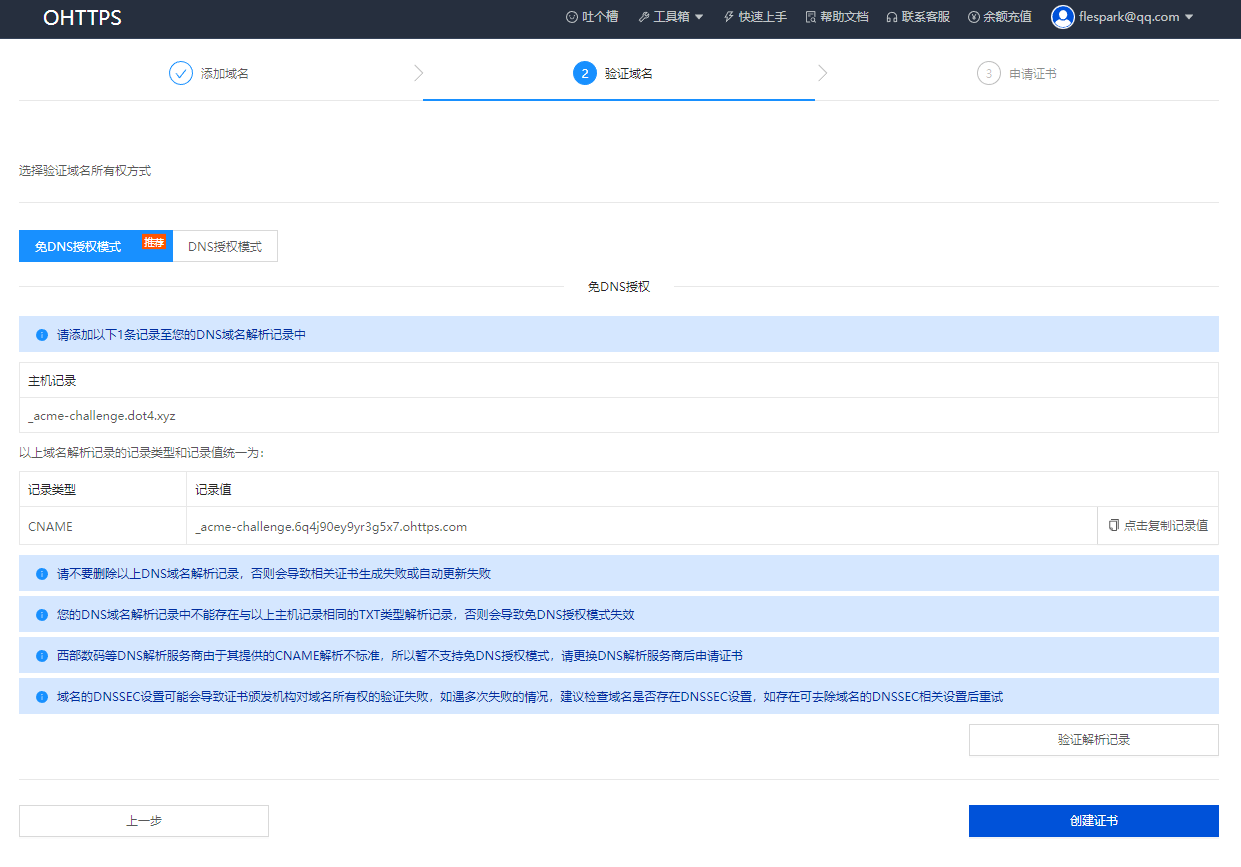 OHTTPS 吐个槽 工具箱 快速上手 帮助文档 联系客服 余额充值 flespark@qq.com
添加域名 2 验证域名 3 申请证书
选择验证域名所有权方式
免DNS授权模式 推荐 DNS授权模式
免DNS授权
请添加以下1条记录至您的DNS域名解析记录中
主机记录
_acme-challenge.dot4.xyz
以上域名解析记录的记录类型和记录值统一为:
记录类型 记录值
CNAME _acme-challenge.6q4j90ey9yr3g5x7.ohttps.com 点击复制记录值
请不要删除以上DNS域名解析记录，否则会导致相关证书生成失败或自动更新失败
您的DNS域名解析记录中不能存在与以上主机记录相同的TXT类型解析记录，否则会导致免DNS授权模式失效
西部数码等DNS解析服务商由于其提供的CNAME解析不标准，所以暂不支持免DNS授权模式，请更换DNS解析服务商后申请证书
域名的DNSSEC设置可能会导致证书颁发机构对域名所有权的验证失败，如遇多次失败的情况，建议检查域名是否存在DNSSEC设置，如存在可去除域名的DNSSEC相关设置后重试
验证解析记录
上一步 创建证书